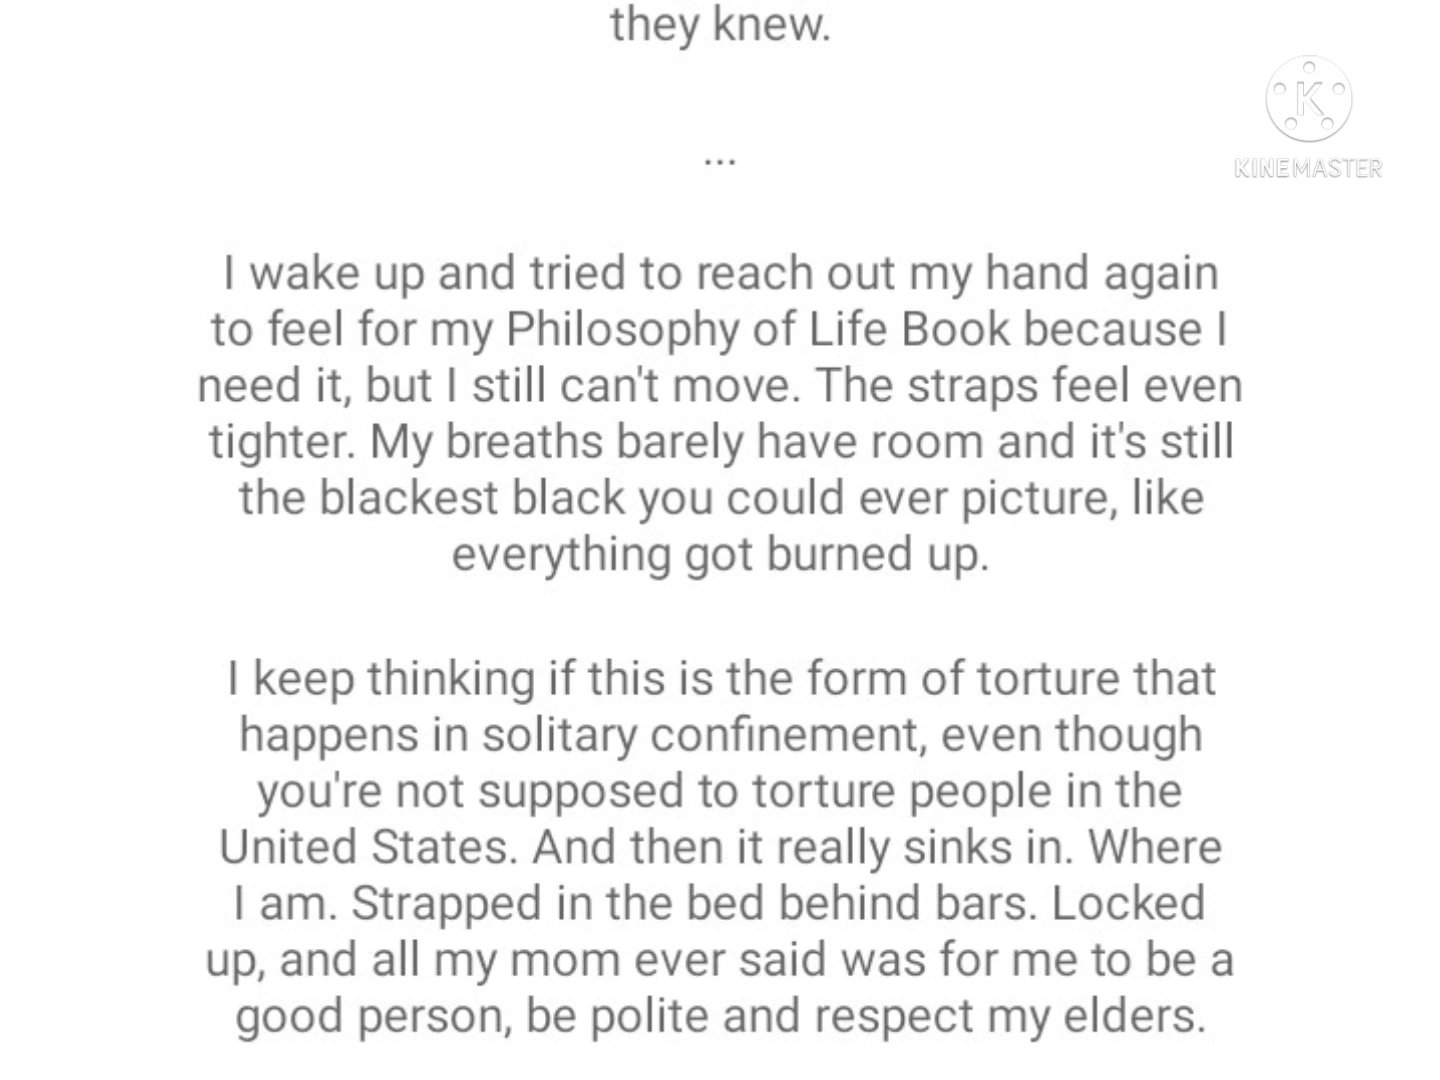 they knew.
K
KINEMASTER
...
I wake up and tried to reach out my hand again
to feel for my Philosophy of Life Book because I
need it, but I still can't move. The straps feel even
tighter. My breaths barely have room and it's still
the blackest black you could ever picture, like
everything got burned up.
I keep thinking if this is the form of torture that
happens in solitary confinement, even though
you're not supposed to torture people in the
United States. And then it really sinks in. Where
I am. Strapped in the bed behind bars. Locked
up, and all my mom ever said was for me to be a
good person, be polite and respect my elders.